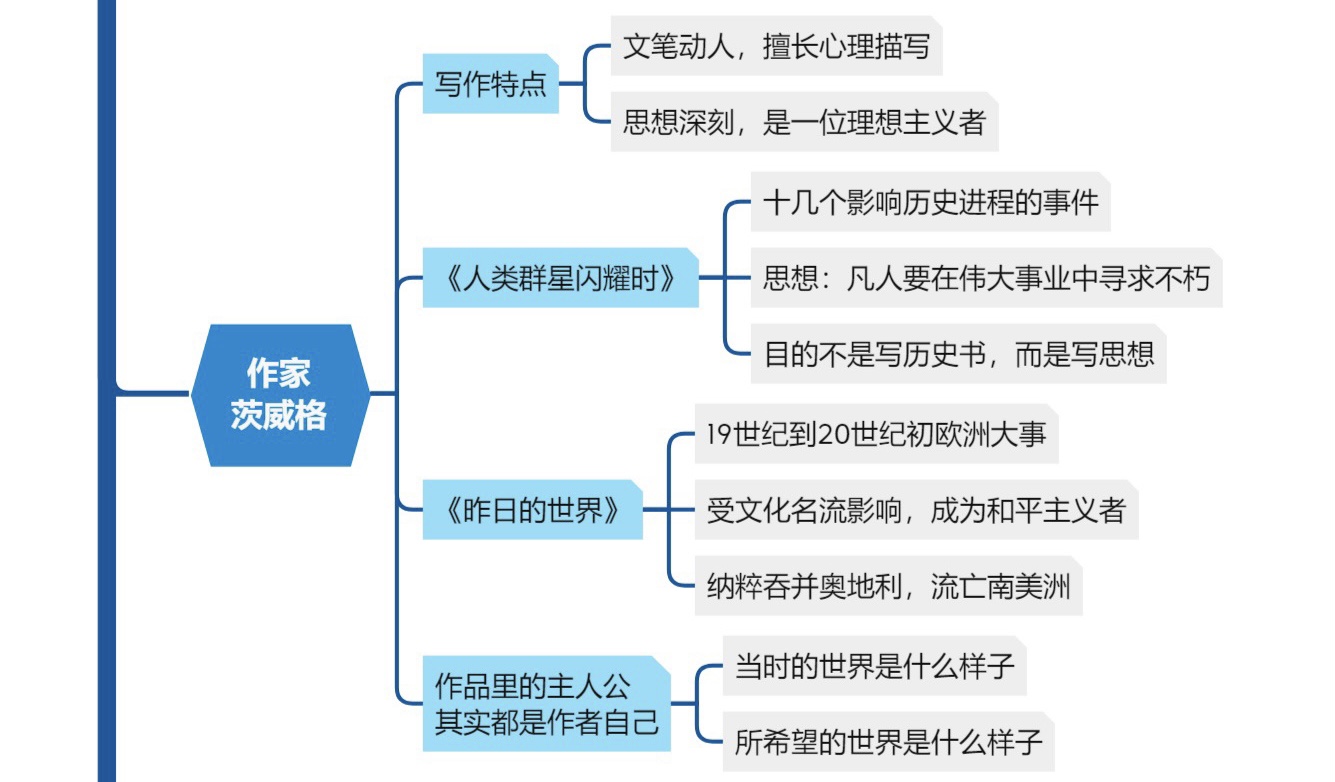 作家
茨威格
写作特点
文笔动人，擅长心理描写
思想深刻，是一位理想主义者
《人类群星闪耀时》
十几个影响历史进程的事件
思想：凡人要在伟大事业中寻求不朽
目的不是写历史书，而是写思想
《昨日的世界》
19世纪到20世纪初欧洲大事
受文化名流影响，成为和平主义者
纳粹吞并奥地利，流亡南美洲
作品里的主人公
其实都是作者自己
当时的世界是什么样子
所希望的世界是什么样子